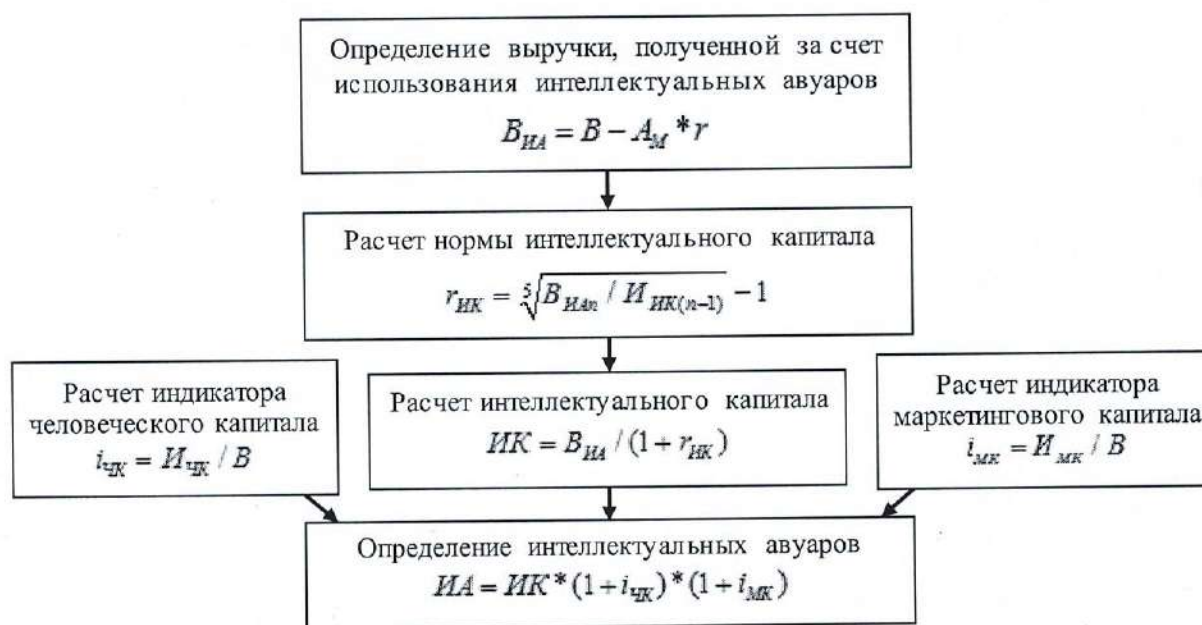 Определение выручки, полученной за счет
использования интеллектуальных авуаров
B_ИА = B − A_М * r
Расчет нормы интеллектуального капитала
r_ИК = ⁵√(B_ИАn / И_ИК(n−1)) − 1
Расчет индикатора
человеческого капитала
i_ЧК = И_ЧК / B
Расчет интеллектуального капитала
ИК = B_ИА / (1 + r_ИК)
Расчет индикатора
маркетингового капитала
i_МК = И_МК / B
Определение интеллектуальных авуаров
ИА = ИК * (1 + i_ЧК) * (1 + i_МК)